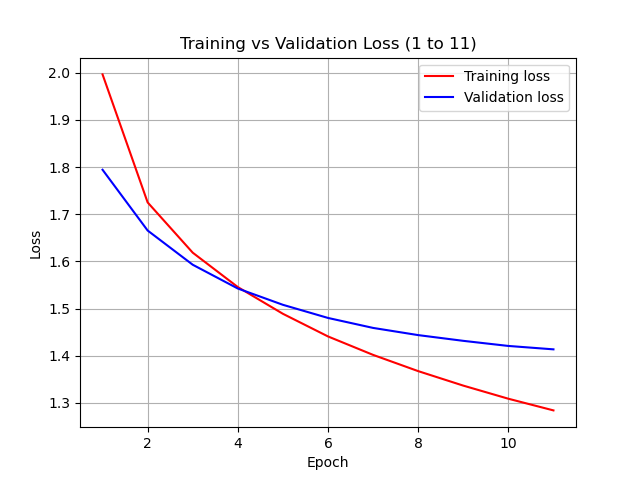 Training vs Validation Loss (1 to 11)
Training loss
Validation loss
Loss
2.0
1.9
1.8
1.7
1.6
1.5
1.4
1.3
2 4 6 8 10
Epoch